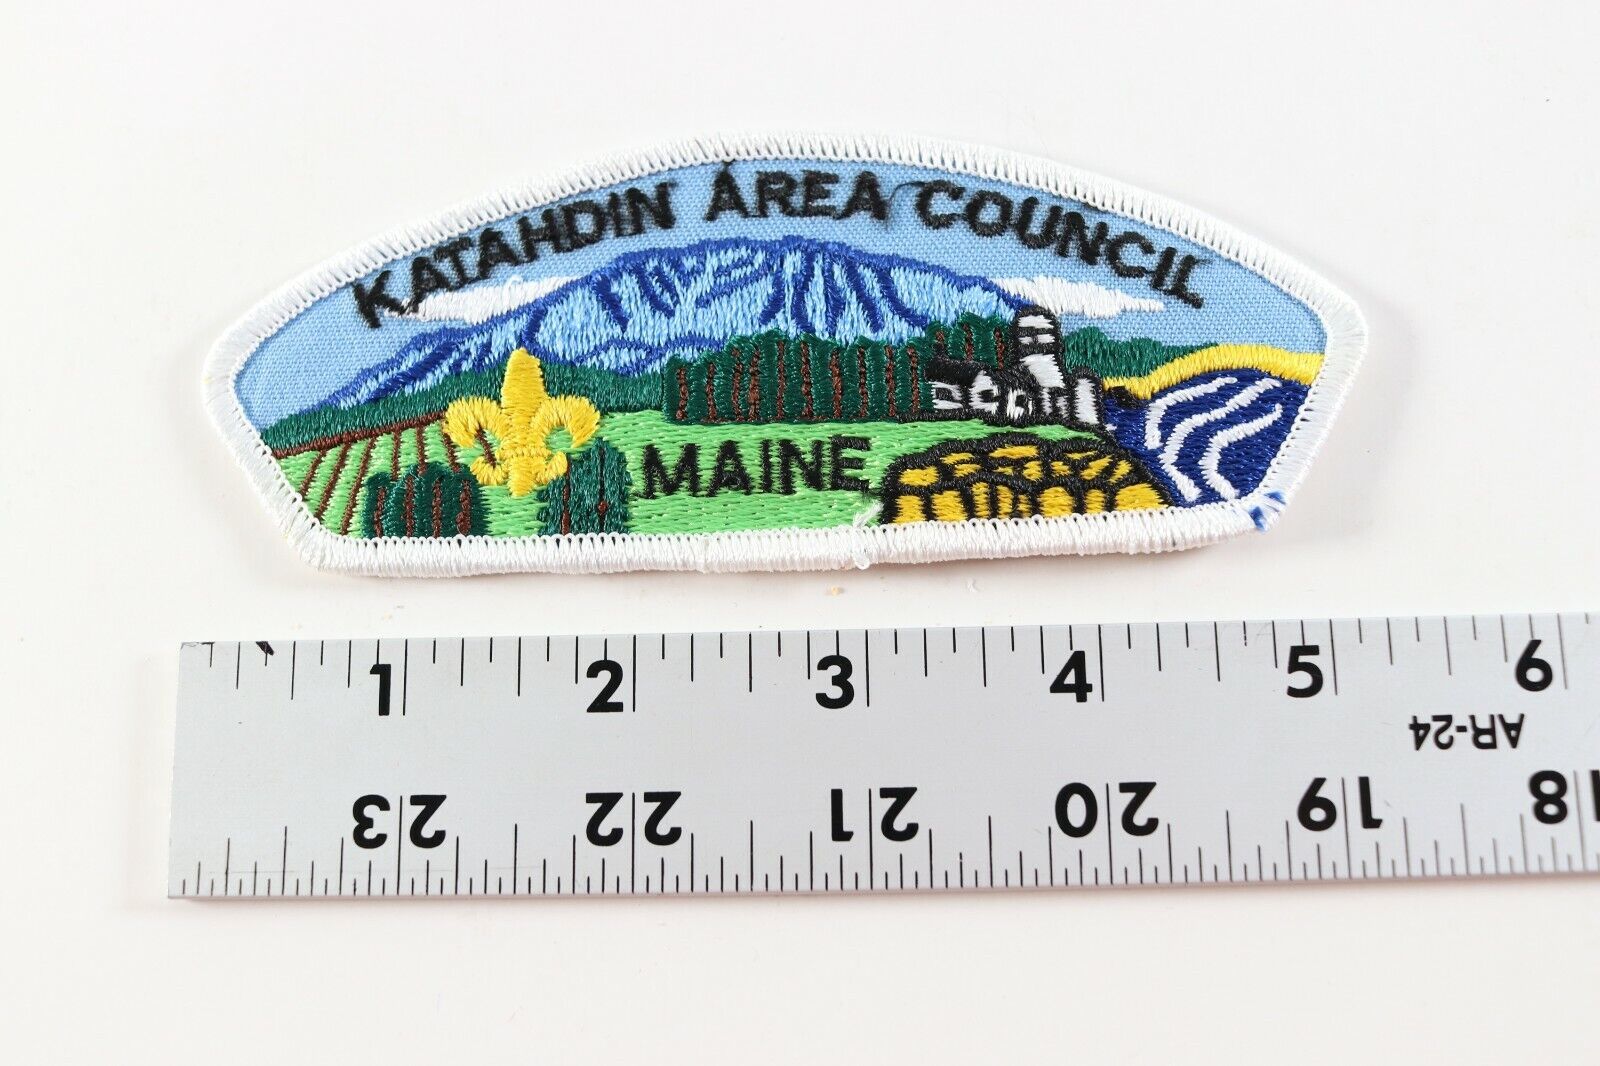 KATAHDIN AREA COUNCIL
MAINE
1 2 3 4 5 6
AR-24
23 22 21 20 19 18